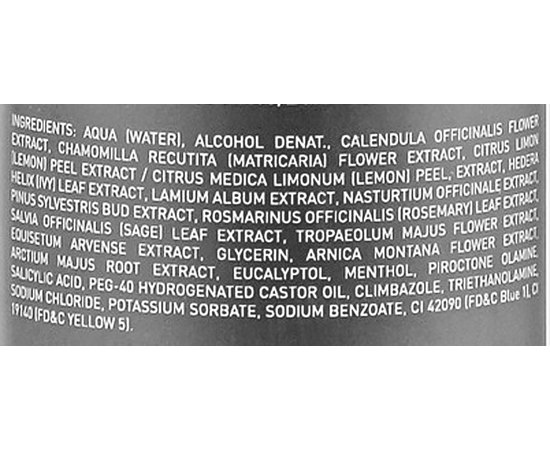 INGREDIENTS: AQUA (WATER), ALCOHOL DENAT., CALENDULA OFFICINALIS FLOWER
EXTRACT, CHAMOMILLA RECUTITA (MATRICARIA) FLOWER EXTRACT, CITRUS LIMON
(LEMON) PEEL EXTRACT / CITRUS MEDICA LIMONUM (LEMON) PEEL, EXTRACT, HEDERA
HELIX (IVY) LEAF EXTRACT, LAMIUM ALBUM EXTRACT, NASTURTIUM OFFICINALE EXTRACT,
PINUS SYLVESTRIS BUD EXTRACT, ROSMARINUS OFFICINALIS (ROSEMARY) LEAF EXTRACT,
SALVIA OFFICINALIS (SAGE) LEAF EXTRACT, TROPAEOLUM MAJUS FLOWER EXTRACT,
EQUISETUM ARVENSE EXTRACT, GLYCERIN, ARNICA MONTANA FLOWER EXTRACT,
ARCTIUM MAJUS ROOT EXTRACT, EUCALYPTOL, MENTHOL, PIROCTONE OLAMINE,
SALICYLIC ACID, PEG-40 HYDROGENATED CASTOR OIL, CLIMBAZOLE, TRIETHANOLAMINE,
SODIUM CHLORIDE, POTASSIUM SORBATE, SODIUM BENZOATE, CI 42090 (FD&C Blue 1), CI
19140 (FD&C YELLOW 5).